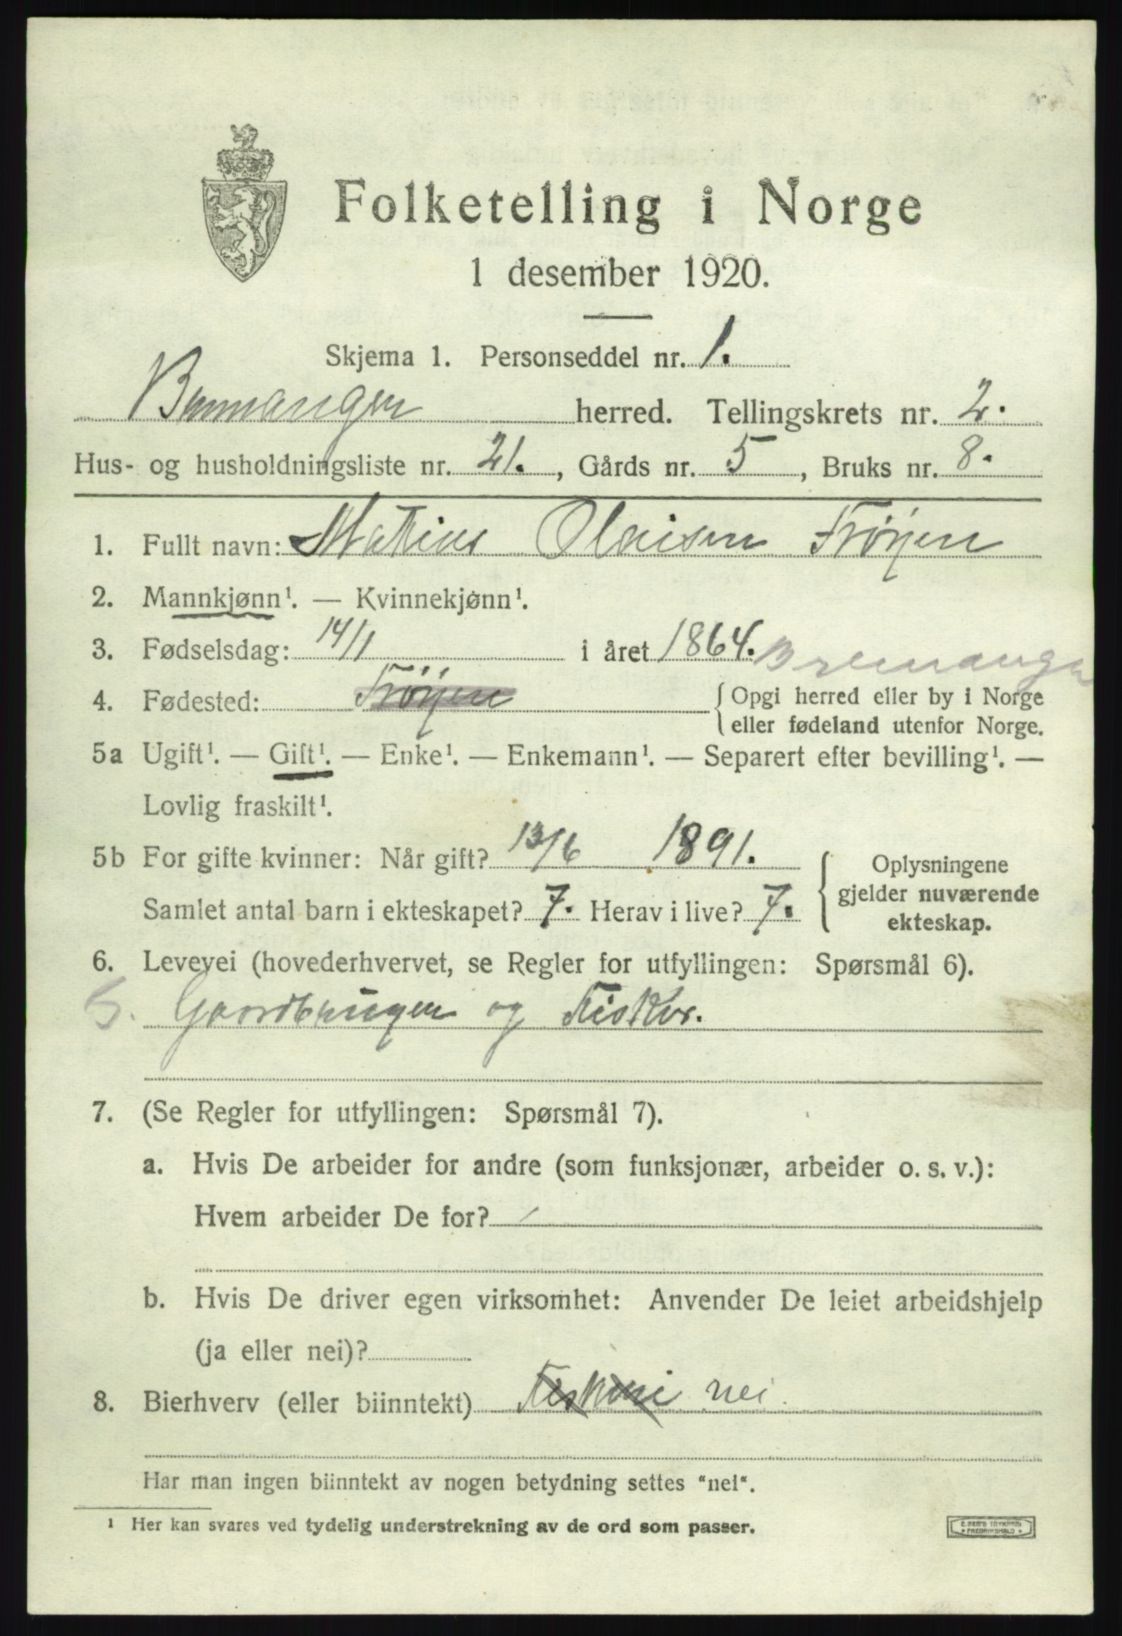 Folketelling i Norge
1 desember 1920.
Skjema 1. Personseddel nr. 1.
Bremanger herred. Tellingskrets nr. 2.
Hus- og husholdningsliste nr. 21. , Gårds nr. 5 , Bruks nr. 8.
1. Fullt navn: Matias Olaisen Frøyen
2. Mannkjønn¹. — Kvinnekjønn¹.
3. Fødselsdag: 14/1 i året 1864. Bremanger
4. Fødested: Frøyen { Opgi herred eller by i Norge
eller fødeland utenfor Norge.
5a Ugift¹. — Gift¹. — Enke¹. — Enkemann¹. — Separert efter bevilling¹. —
Lovlig fraskilt¹.
5b For gifte kvinner: Når gift? 13/6 1891.
Samlet antal barn i ekteskapet? 7. Herav i live? 7.
{ Oplysningene
gjelder nuværende
ekteskap.
6. Levevei (hovederhvervet, se Regler for utfyllingen: Spørsmål 6).
G. Gaardbruger og Fisker.
7. (Se Regler for utfyllingen: Spørsmål 7).
a. Hvis De arbeider for andre (som funksjonær, arbeider o. s. v.):
Hvem arbeider De for? /
b. Hvis De driver egen virksomhet: Anvender De leiet arbeidshjelp
(ja eller nei)?
8. Bierhverv (eller biinntekt) Fiskeri nei.
Har man ingen biinntekt av nogen betydning settes "nei".
¹ Her kan svares ved tydelig understrekning av de ord som passer.